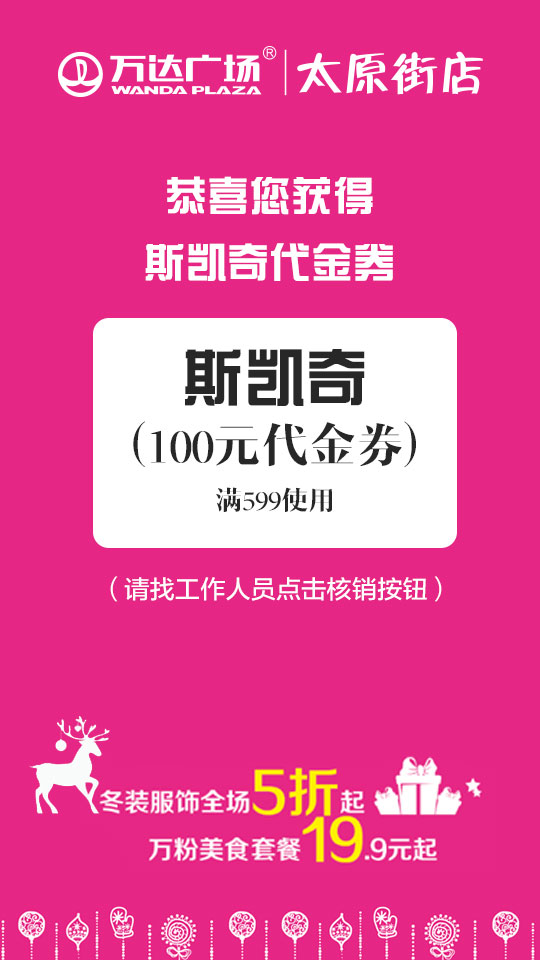 万达广场® 太原街店
WANDA PLAZA
恭喜您获得
斯凯奇代金券
斯凯奇
(100元代金券)
满599使用
(请找工作人员点击核销按钮)
冬装服饰全场5折起
万粉美食套餐19.9元起